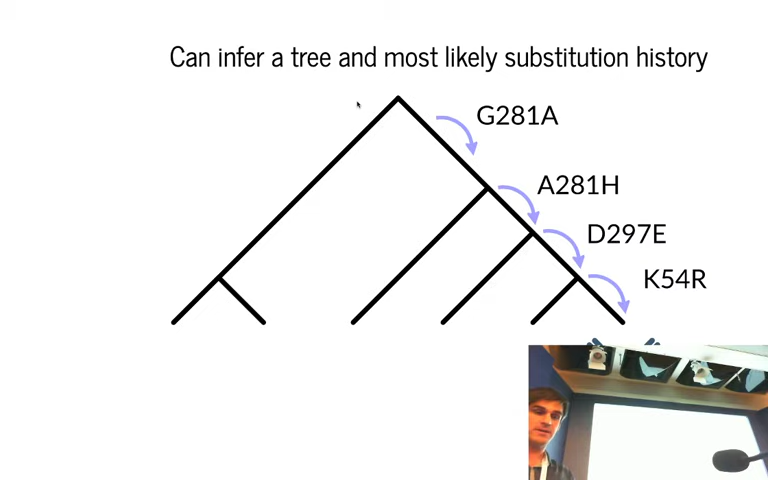 Can infer a tree and most likely substitution history
G281A
A281H
D297E
K54R